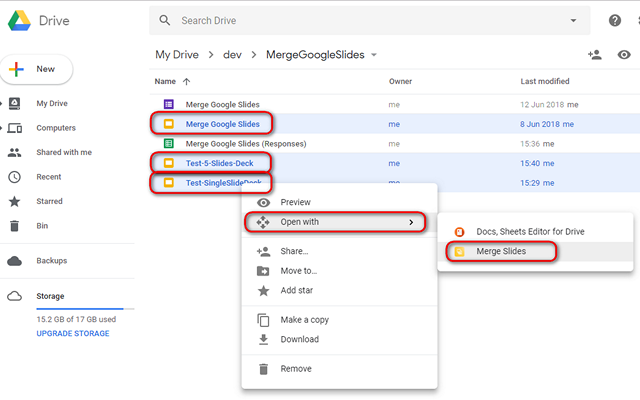 Drive
Search Drive
My Drive > dev > MergeGoogleSlides
New
Name
Owner
Last modified
My Drive
Computers
Shared with me
Recent
Starred
Bin
Backups
Storage
15.2 GB of 17 GB used
UPGRADE STORAGE
Merge Google Slides me 12 Jun 2018 me
Merge Google Slides me 8 Jun 2018 me
Merge Google Slides (Responses) me 15:36 me
Test-5-Slides-Deck me 15:40 me
Test-SingleSlideDeck me 15:29 me
Preview
Open with
Share...
Move to...
Add star
Make a copy
Download
Remove
Docs, Sheets Editor for Drive
Merge Slides